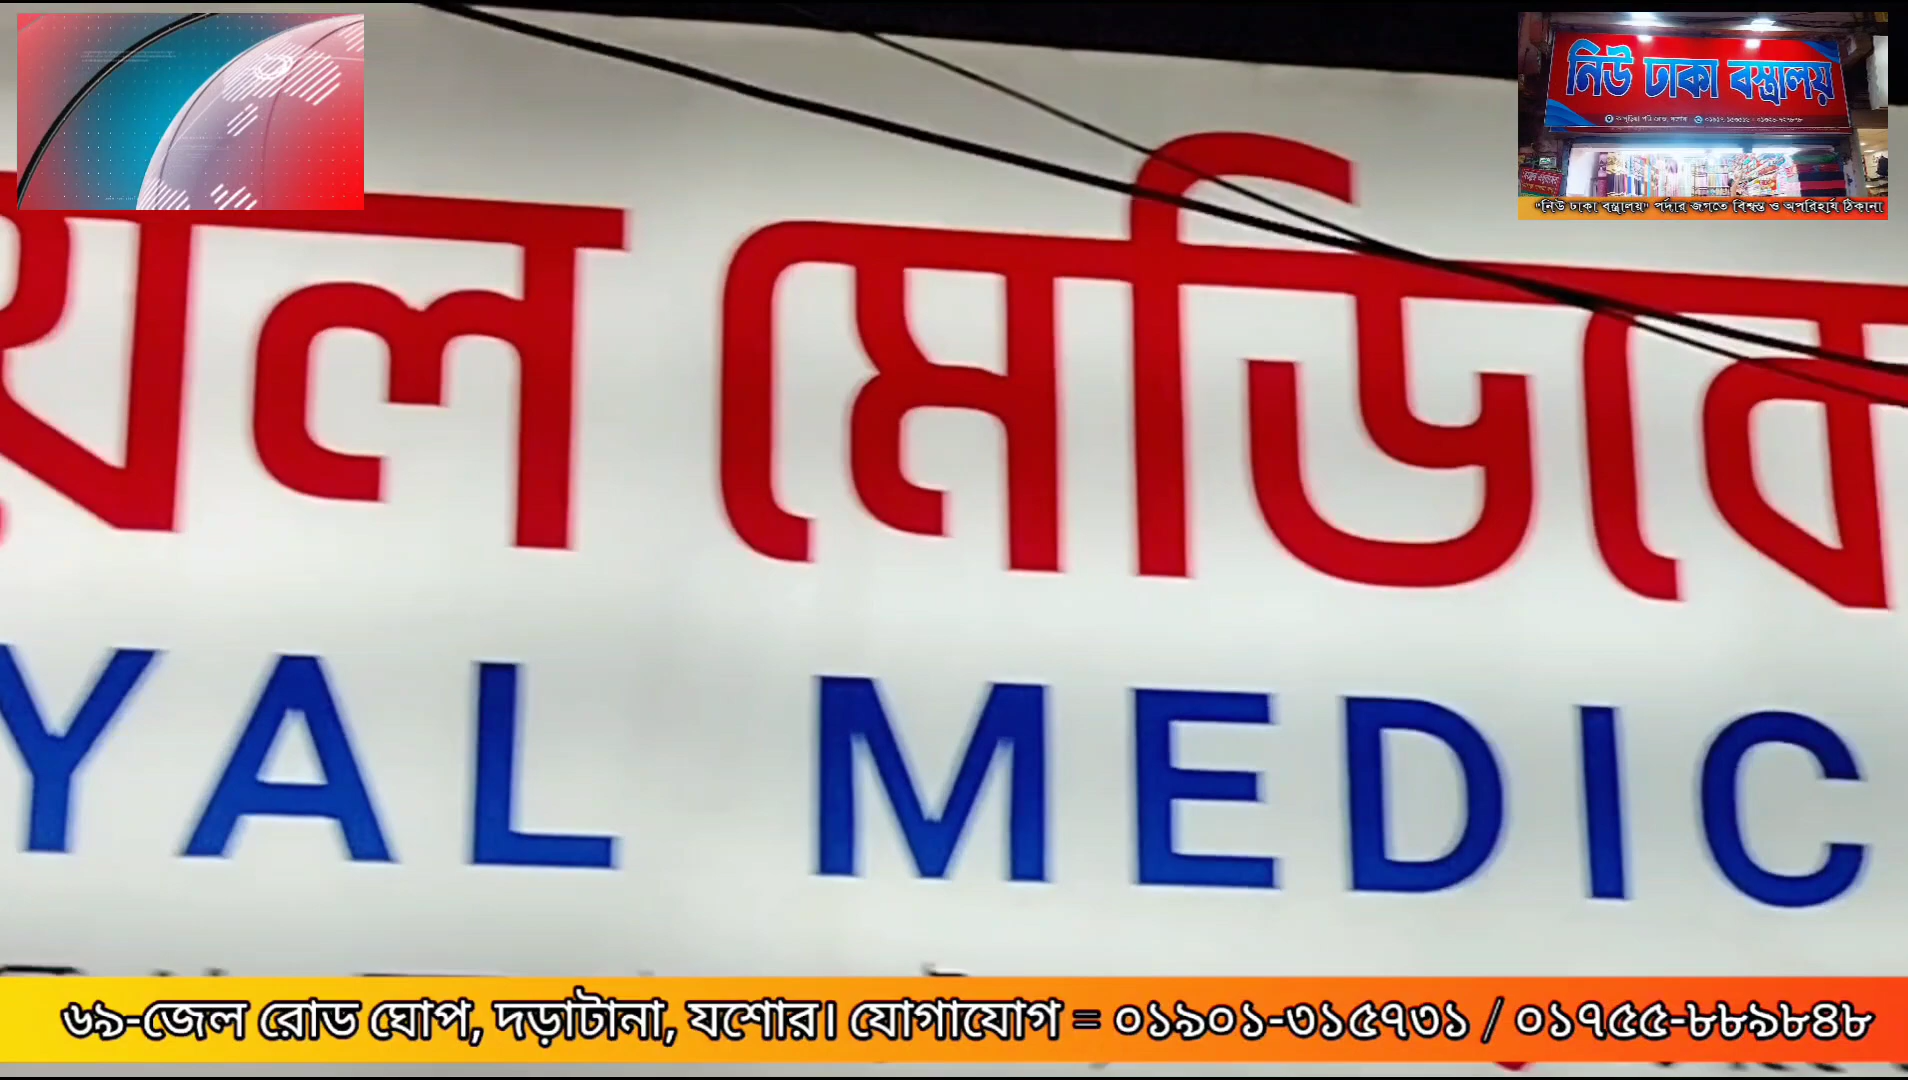 নিউ ঢাকা বস্ত্রালয়
"নিউ ঢাকা বস্ত্রালয়" পর্দার জগতে বিশ্বস্ত ও অপরিহার্য ঠিকানা
য়েল মেডিকে
YAL MEDIC
৬৯-জেল রোড ঘোপ, দড়াটানা, যশোর। যোগাযোগ = ০১৯০১-৩১৫৭৩১ / ০১৭৫৫-৮৮৯৮৪৮